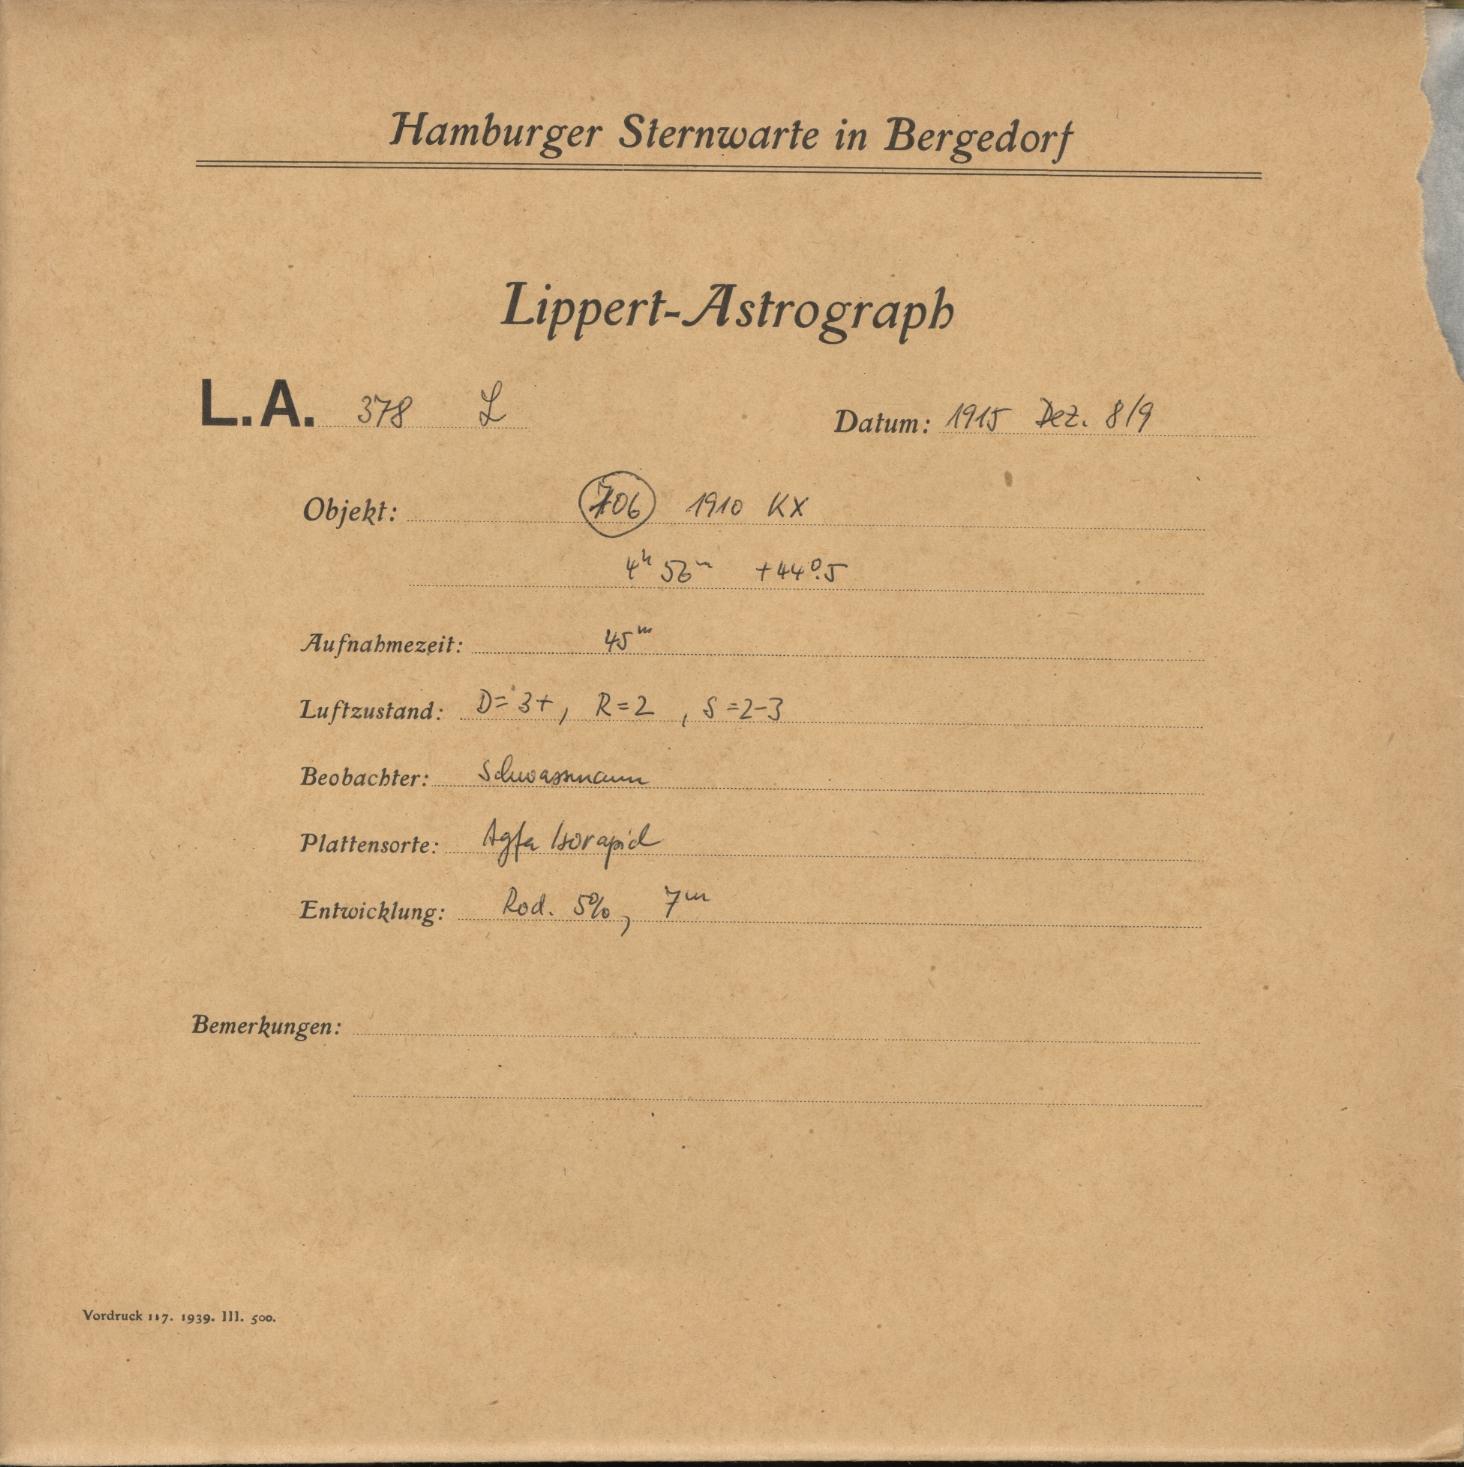 Hamburger Sternwarte in Bergedorf
Lippert-Astrograph
L.A. 378 L Datum: 1915 Dez. 8/9
Objekt: 706 1910 KX
4h 56m +44°.5
Aufnahmezeit: 45m
Luftzustand: D= 3+, R=2, S=2-3
Beobachter: Schwassmann
Plattensorte: Agfa Isorapid
Entwicklung: Rod. 5%, 7m
Bemerkungen:
Vordruck 117. 1939. III. 500.